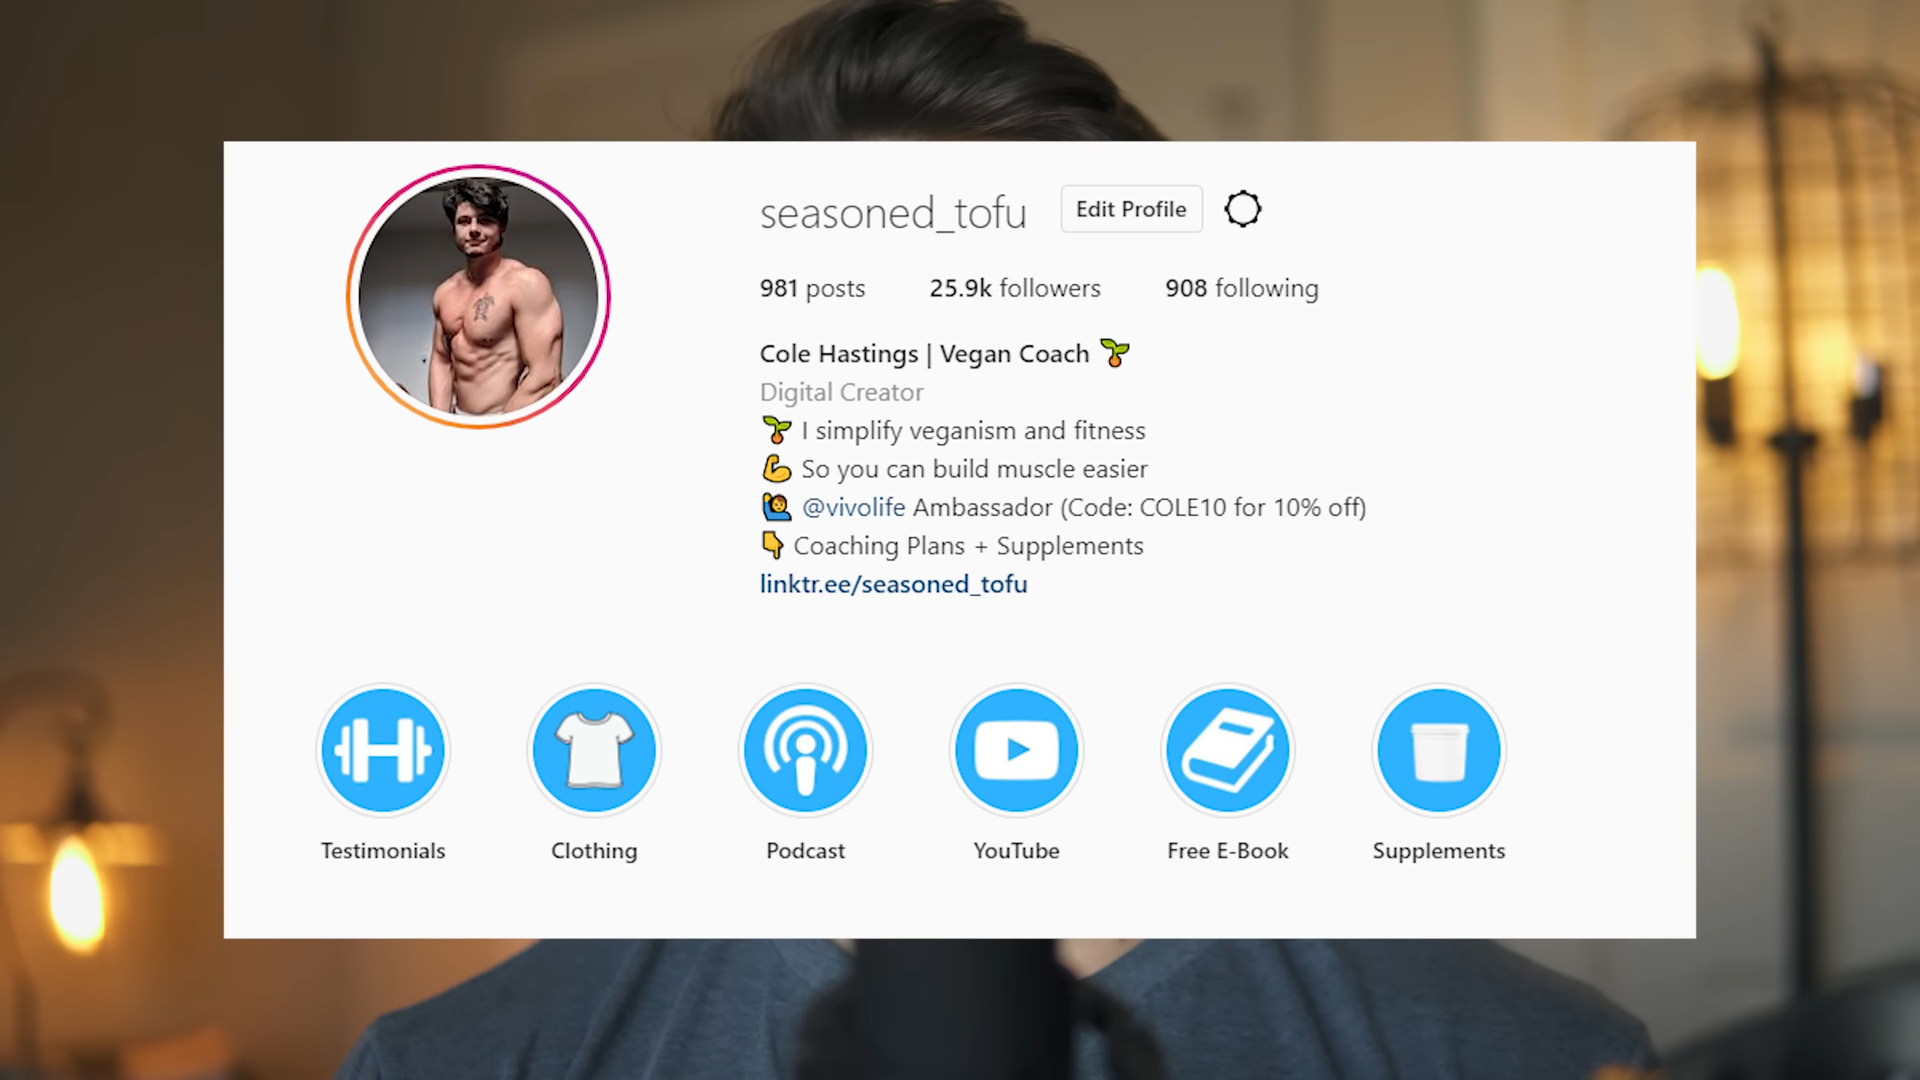 seasoned_tofu Edit Profile
981 posts 25.9k followers 908 following
Cole Hastings | Vegan Coach 🌱
Digital Creator
🌱 I simplify veganism and fitness
💪 So you can build muscle easier
🙋‍♂️ @vivolife Ambassador (Code: COLE10 for 10% off)
👇 Coaching Plans + Supplements
linktr.ee/seasoned_tofu
Testimonials Clothing Podcast YouTube Free E-Book Supplements